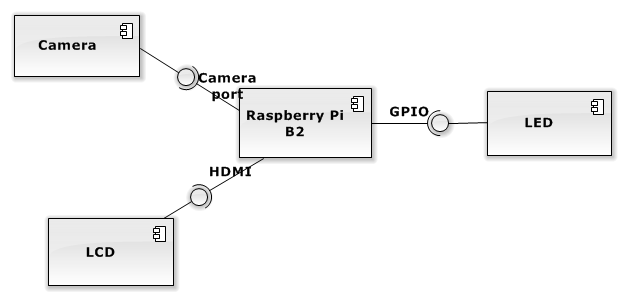 Camera
Camera
port
Raspberry Pi
B2
GPIO
LED
HDMI
LCD